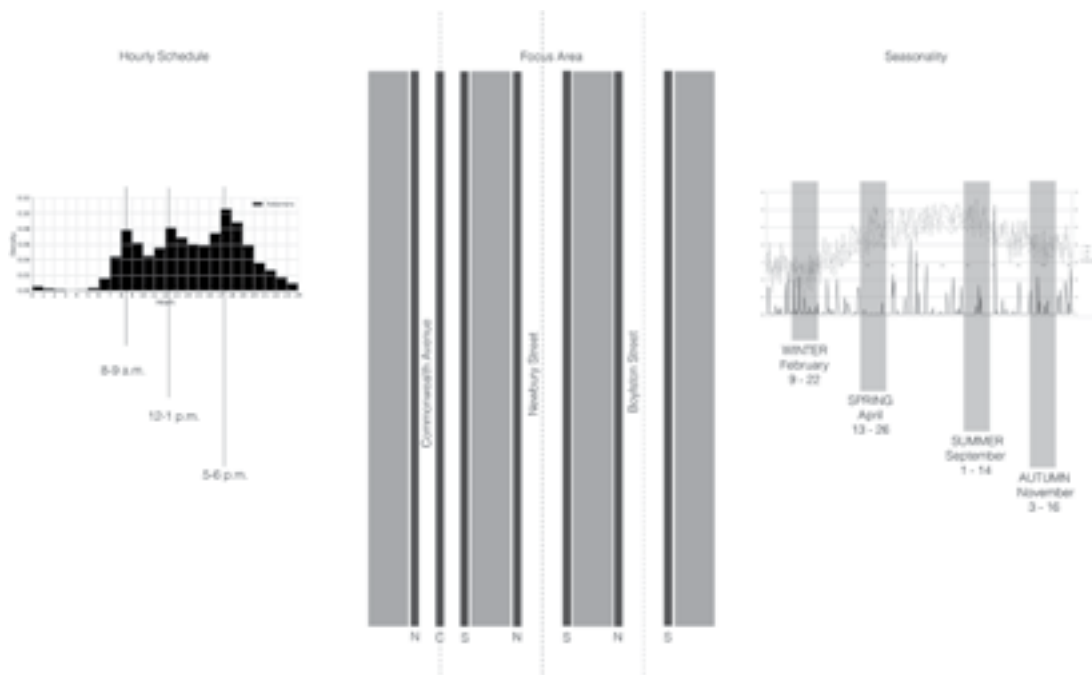 Hourly Schedule
Focus Area
Seasonality
8-9 a.m.
12-1 p.m.
5-6 p.m.
Commonwealth Avenue
Newbury Street
Boylston Street
N
C
S
N
S
N
S
WINTER
February
9 - 22
SPRING
April
13 - 26
SUMMER
September
1 - 14
AUTUMN
November
3 - 16